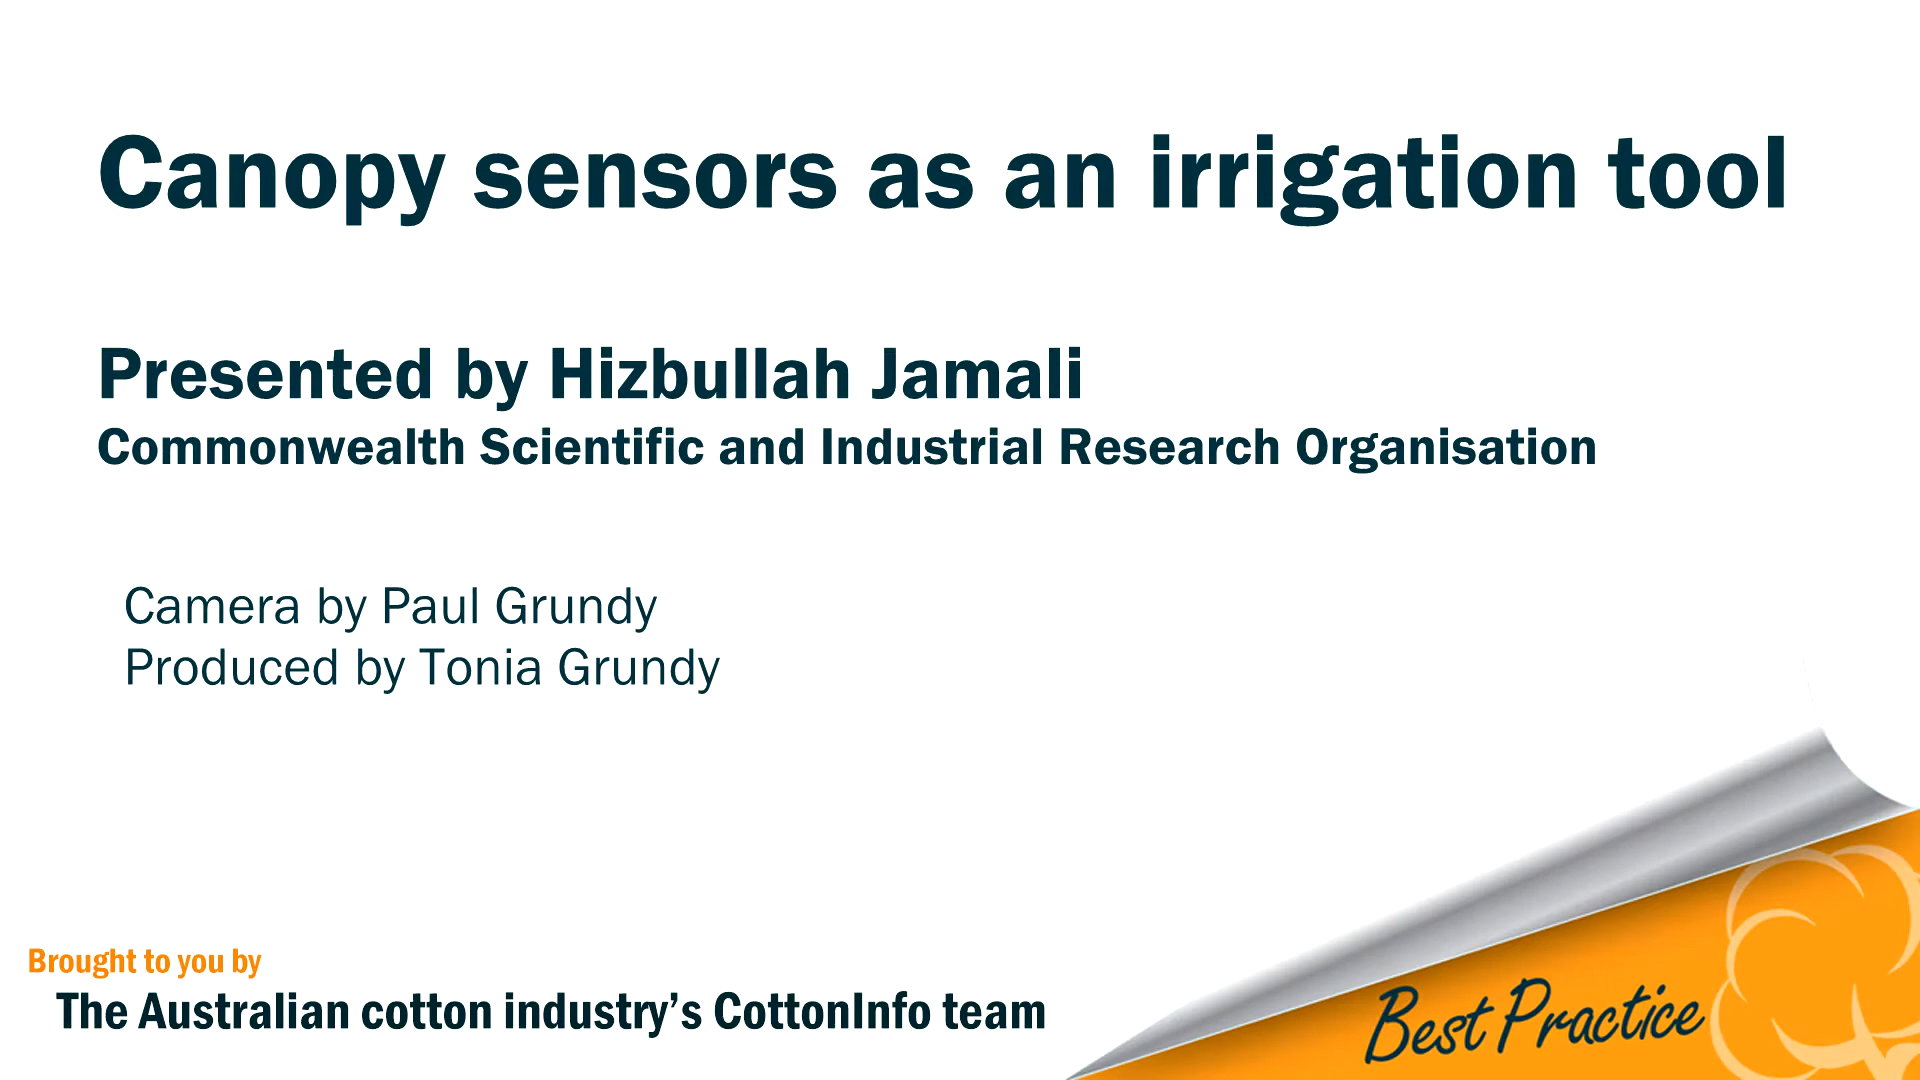 Canopy sensors as an irrigation tool
Presented by Hizbullah Jamali
Commonwealth Scientific and Industrial Research Organisation
Camera by Paul Grundy
Produced by Tonia Grundy
Brought to you by
The Australian cotton industry’s CottonInfo team
Best Practice